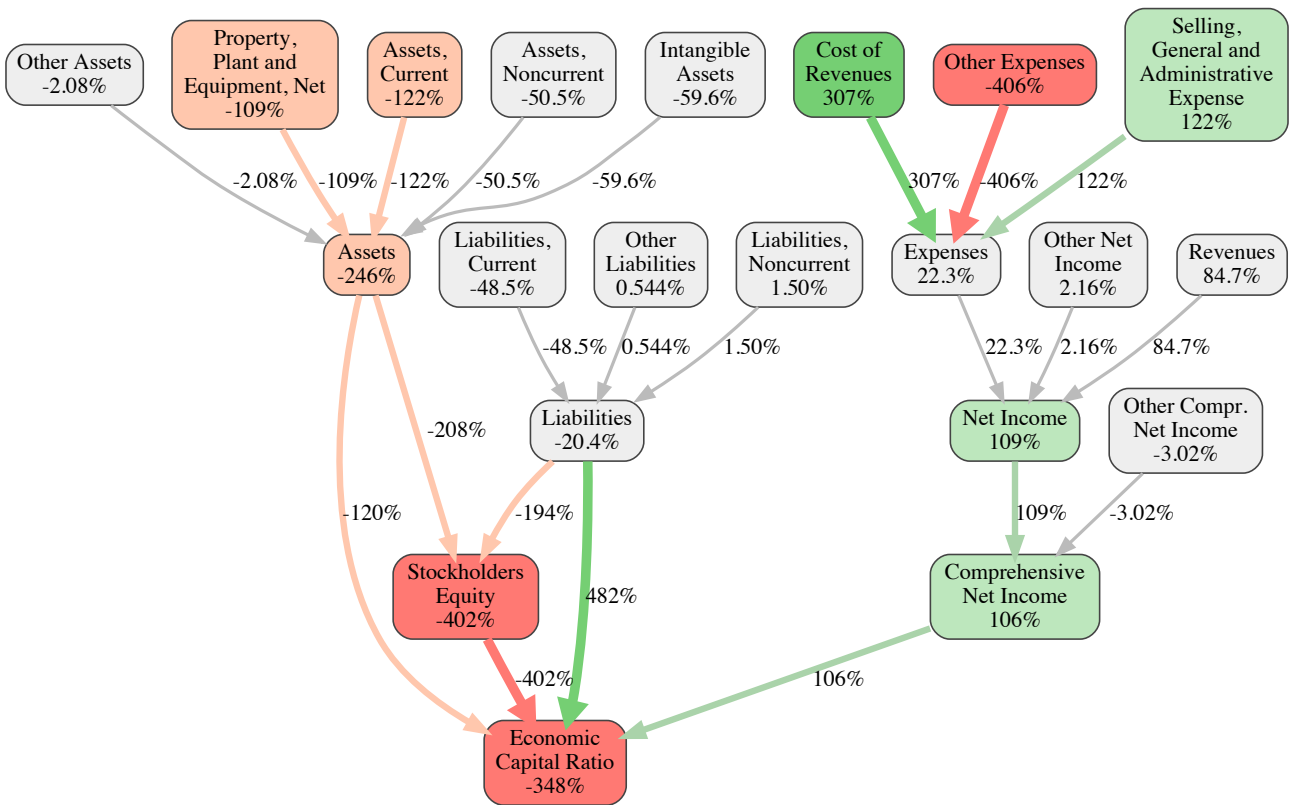 Other Assets
-2.08%
Property,
Plant and
Equipment, Net
-109%
Assets,
Current
-122%
Assets,
Noncurrent
-50.5%
Intangible
Assets
-59.6%
Cost of
Revenues
307%
Other Expenses
-406%
Selling,
General and
Administrative
Expense
122%
-2.08%
-109%
-122%
-50.5%
-59.6%
307%
-406%
122%
Assets
-246%
Liabilities,
Current
-48.5%
Other
Liabilities
0.544%
Liabilities,
Noncurrent
1.50%
Expenses
22.3%
Other Net
Income
2.16%
Revenues
84.7%
-48.5%
0.544%
1.50%
22.3%
2.16%
84.7%
-208%
Liabilities
-20.4%
Net Income
109%
Other Compr.
Net Income
-3.02%
-120%
-194%
109%
-3.02%
Stockholders
Equity
-402%
482%
Comprehensive
Net Income
106%
-402%
106%
Economic
Capital Ratio
-348%